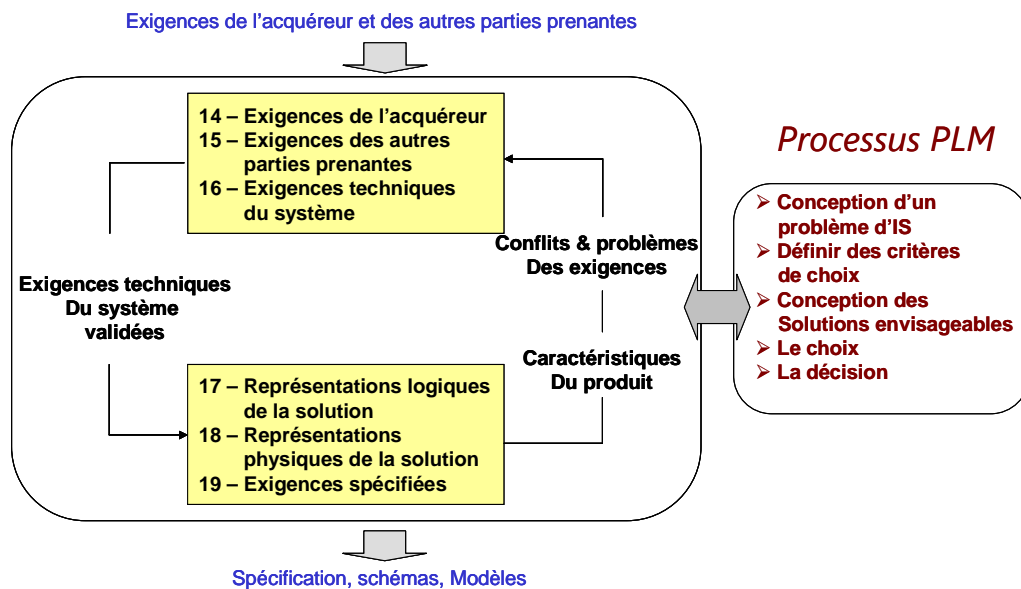 Exigences de l’acquéreur et des autres parties prenantes
14 – Exigences de l’acquéreur
15 – Exigences des autres
parties prenantes
16 – Exigences techniques
du système
Exigences techniques
Du système
validées
Conflits & problèmes
Des exigences
Caractéristiques
Du produit
17 – Représentations logiques
de la solution
18 – Représentations
physiques de la solution
19 – Exigences spécifiées
Spécification, schémas, Modèles
Processus PLM
➢ Conception d’un
problème d’IS
➢ Définir des critères
de choix
➢ Conception des
Solutions envisageables
➢ Le choix
➢ La décision